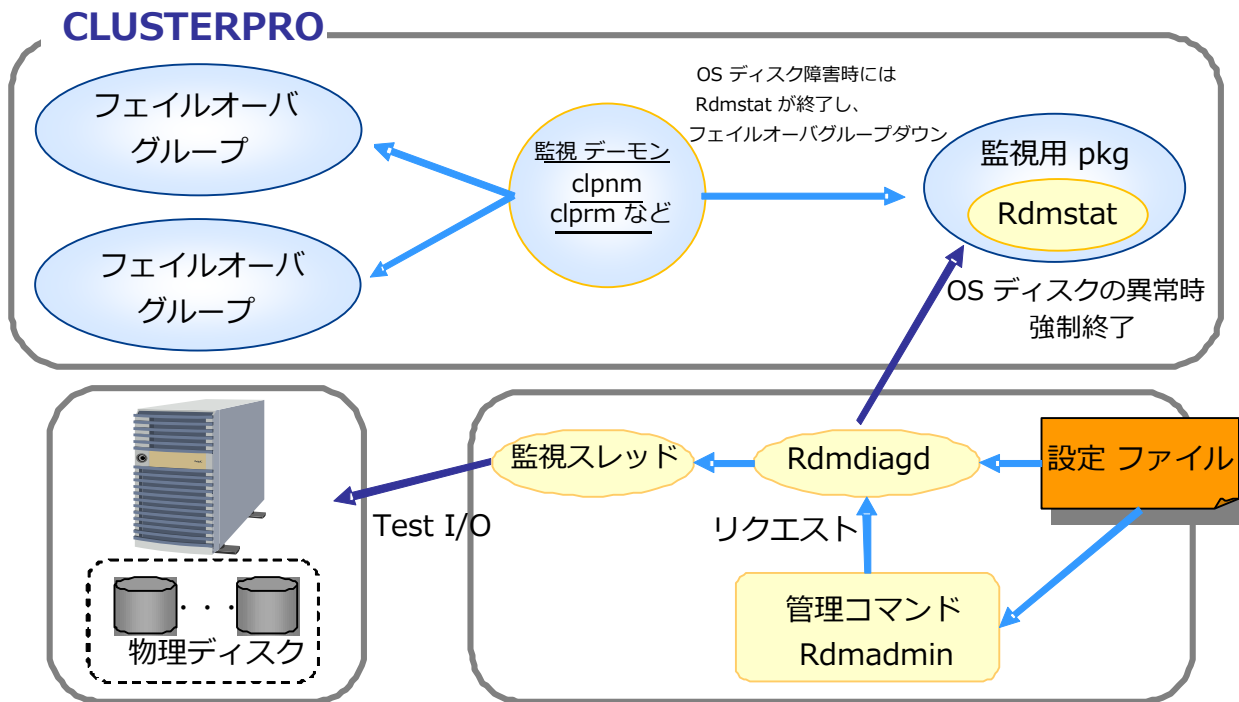 CLUSTERPRO
フェイルオーバ
グループ
フェイルオーバ
グループ
監視 デーモン
clpnm
clprm など
OS ディスク障害時には
Rdmstat が終了し、
フェイルオーバグループダウン
監視用 pkg
Rdmstat
OS ディスクの異常時
強制終了
物理ディスク
・・・
Test I/O
監視スレッド
Rdmdiagd
設定 ファイル
リクエスト
管理コマンド
Rdmadmin